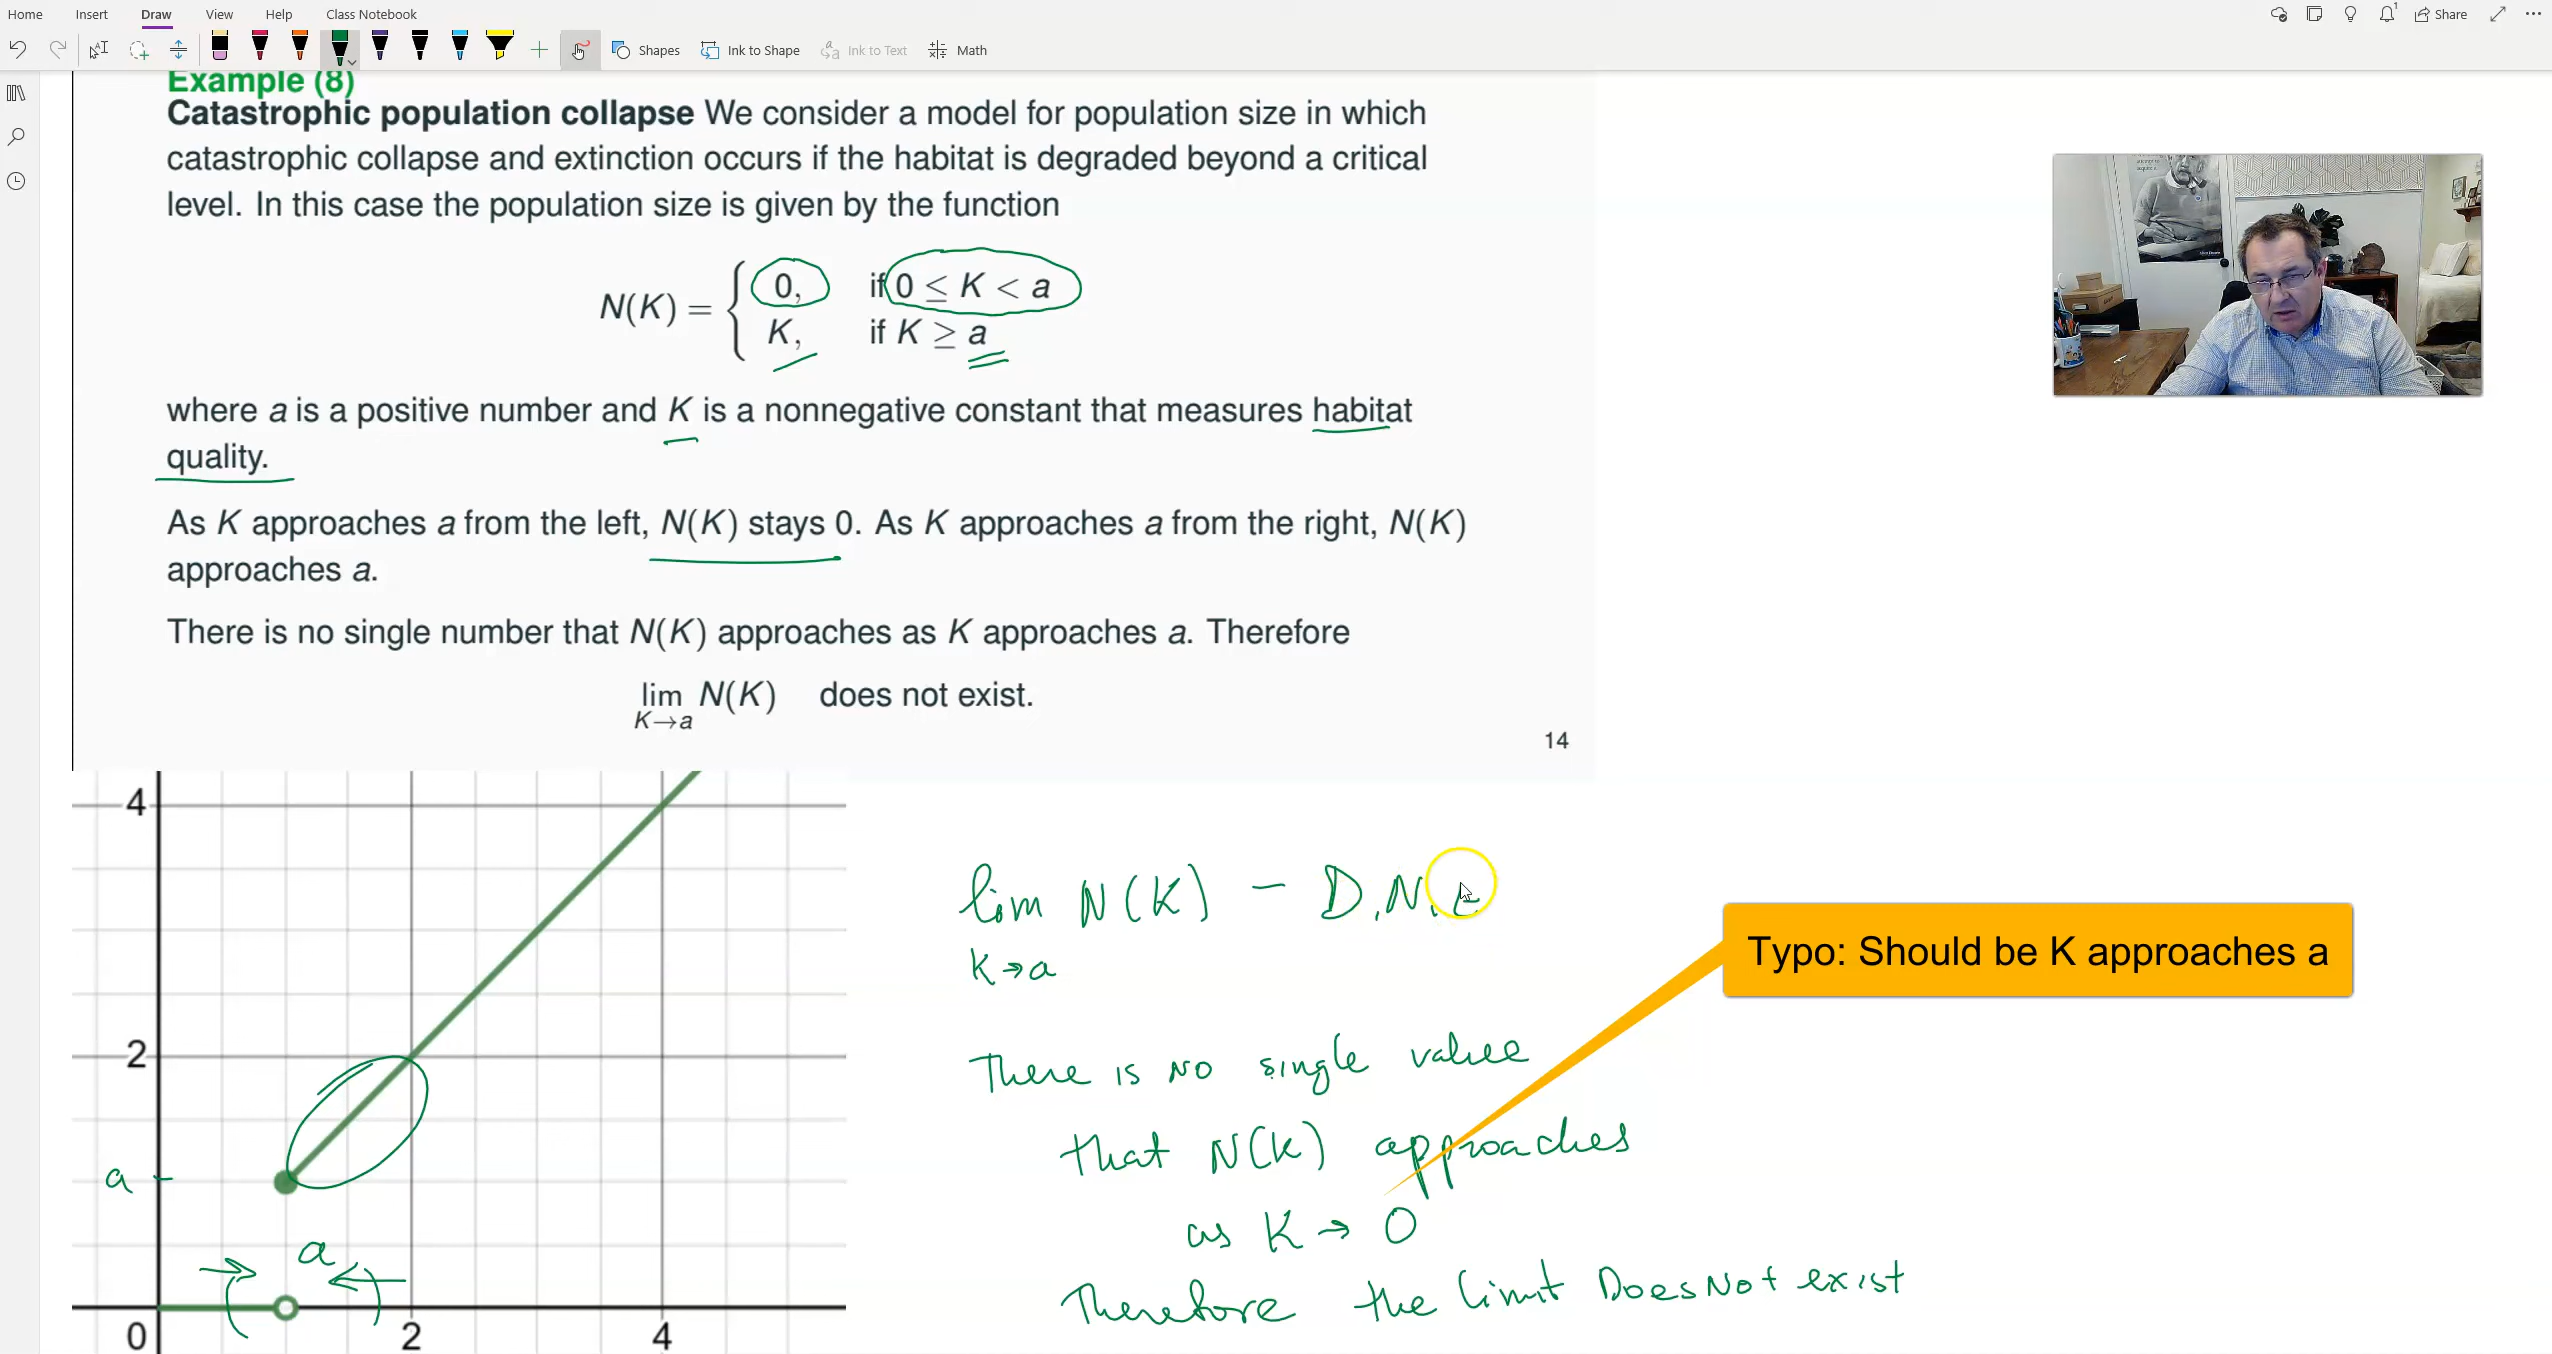 Home Insert Draw View Help Class Notebook
1 Share
Shapes Ink to Shape Ink to Text Math
Example (8)
Catastrophic population collapse We consider a model for population size in which
catastrophic collapse and extinction occurs if the habitat is degraded beyond a critical
level. In this case the population size is given by the function
N(K) = { 0, if 0 ≤ K < a
K, if K ≥ a
where a is a positive number and K is a nonnegative constant that measures habitat
quality.
As K approaches a from the left, N(K) stays 0. As K approaches a from the right, N(K)
approaches a.
There is no single number that N(K) approaches as K approaches a. Therefore
lim N(K) does not exist.
K→a
14
4
2
a
a
0 2 4
lim N(K) - D.N.E
K→a
Typo: Should be K approaches a
There is no single value
that N(K) approaches
as K → 0
Therefore the limit Does Not exist